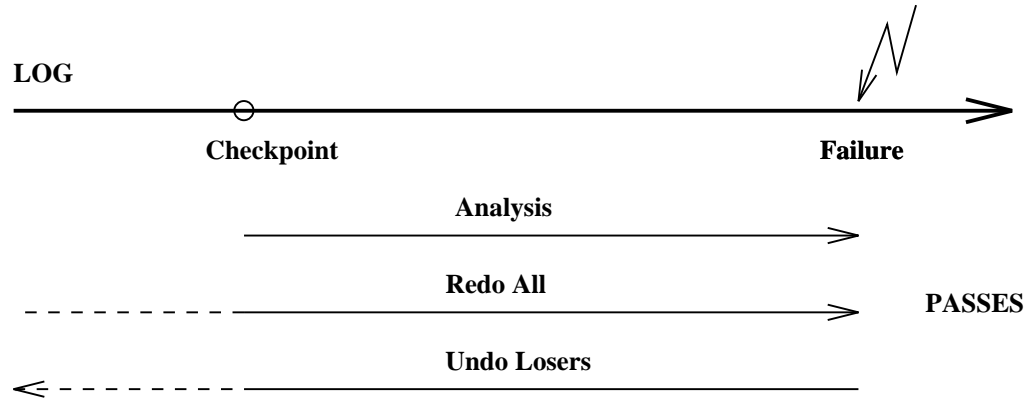 LOG
Checkpoint
Failure
Analysis
Redo All
PASSES
Undo Losers